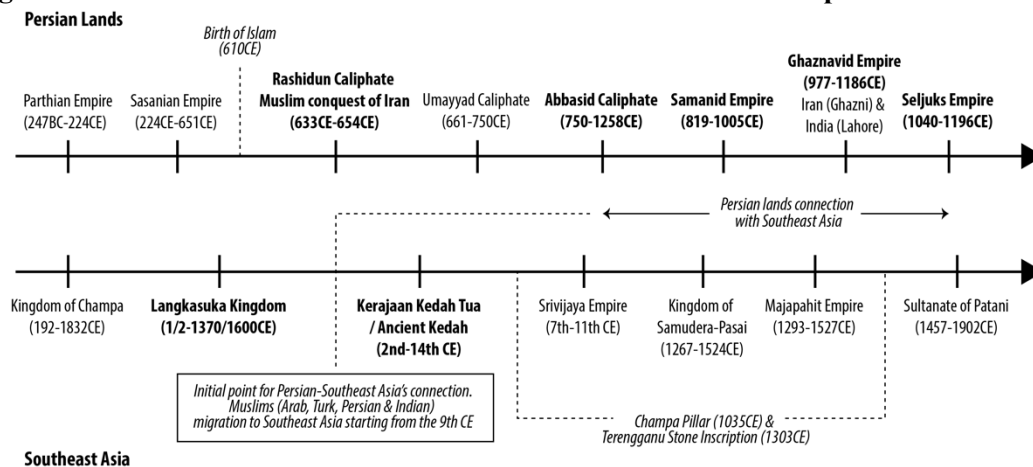 Persian Lands
Birth of Islam
(610CE)
Parthian Empire
(247BC-224CE)
Sasanian Empire
(224CE-651CE)
Rashidun Caliphate
Muslim conquest of Iran
(633CE-654CE)
Umayyad Caliphate
(661-750CE)
Abbasid Caliphate
(750-1258CE)
Samanid Empire
(819-1005CE)
Ghaznavid Empire
(977-1186CE)
Iran (Ghazni) &
India (Lahore)
Seljuks Empire
(1040-1196CE)
Persian lands connection
with Southeast Asia
Kingdom of Champa
(192-1832CE)
Langkasuka Kingdom
(1/2-1370/1600CE)
Kerajaan Kedah Tua
/ Ancient Kedah
(2nd-14th CE)
Srivijaya Empire
(7th-11th CE)
Kingdom of
Samudera-Pasai
(1267-1524CE)
Majapahit Empire
(1293-1527CE)
Sultanate of Patani
(1457-1902CE)
Initial point for Persian-Southeast Asia's connection.
Muslims (Arab, Turk, Persian & Indian)
migration to Southeast Asia starting from the 9th CE
Champa Pillar (1035CE) &
Terengganu Stone Inscription (1303CE)
Southeast Asia